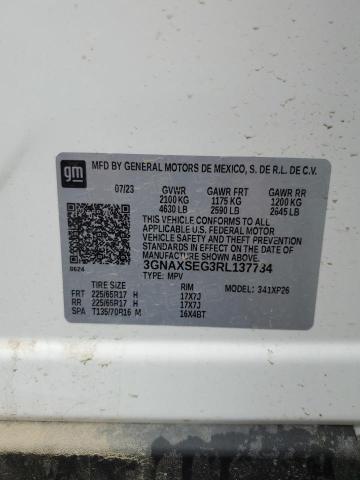 gm
MFD BY GENERAL MOTORS DE MEXICO, S. DE R.L. DE C.V.
07/23 GVWR GAWR FRT GAWR RR
2100 KG 1175 KG 1200 KG
4630 LB 2590 LB 2645 LB
THIS VEHICLE CONFORMS TO ALL
APPLICABLE U.S. FEDERAL MOTOR
VEHICLE SAFETY AND THEFT PREVENTION
STANDARDS IN EFFECT ON THE DATE OF
MANUFACTURE SHOWN ABOVE.
0624
3GNAXSEG3RL137784
TYPE: MPV
TIRE SIZE RIM MODEL: 341XP26
FRT 225/65R17 H 17X7J
RR 225/65R17 H 17X7J
SPA T135/70R16 M 16X4BT